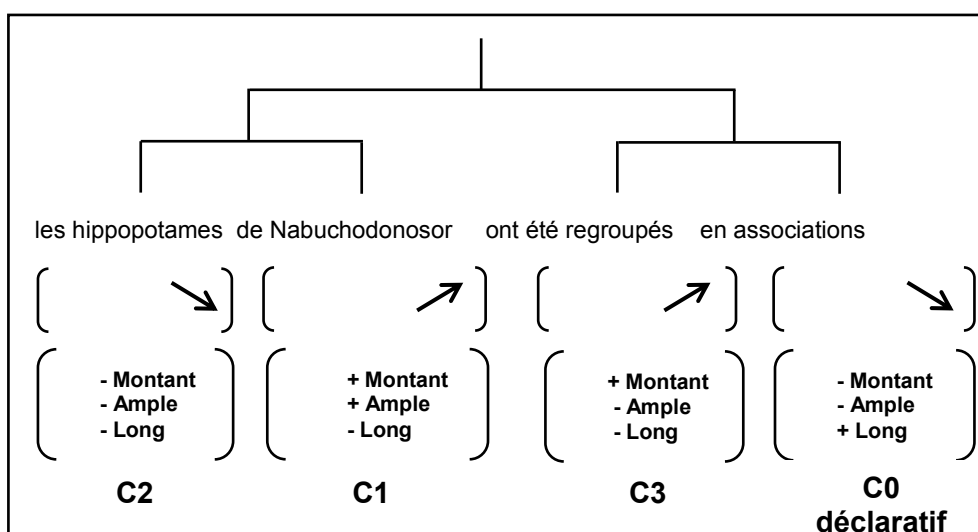 les hippopotames de Nabuchodonosor ont été regroupés en associations
- Montant + Montant + Montant - Montant
- Ample + Ample - Ample - Ample
- Long - Long - Long + Long
C2 C1 C3 C0
déclaratif